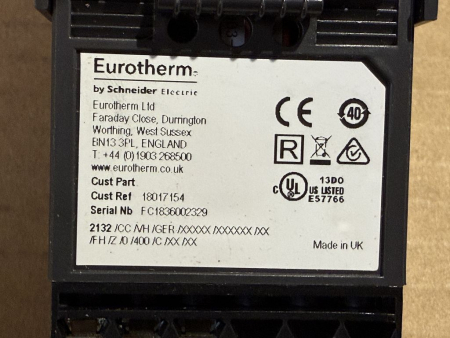 Eurotherm
by Schneider Electric
Eurotherm Ltd
Faraday Close, Durrington
Worthing, West Sussex
BN13 3PL, ENGLAND
T: +44 (0)1903 268500
www.eurotherm.co.uk
Cust Part
Cust Ref 18017154
Serial Nb FC1836002329
2132 /CC /VH /GER /XXXXX /XXXXXX /XX
/FH /Z /0 /400 /C /XX /XX
CE
40
R
C UL US LISTED
13D0
E57766
Made in UK